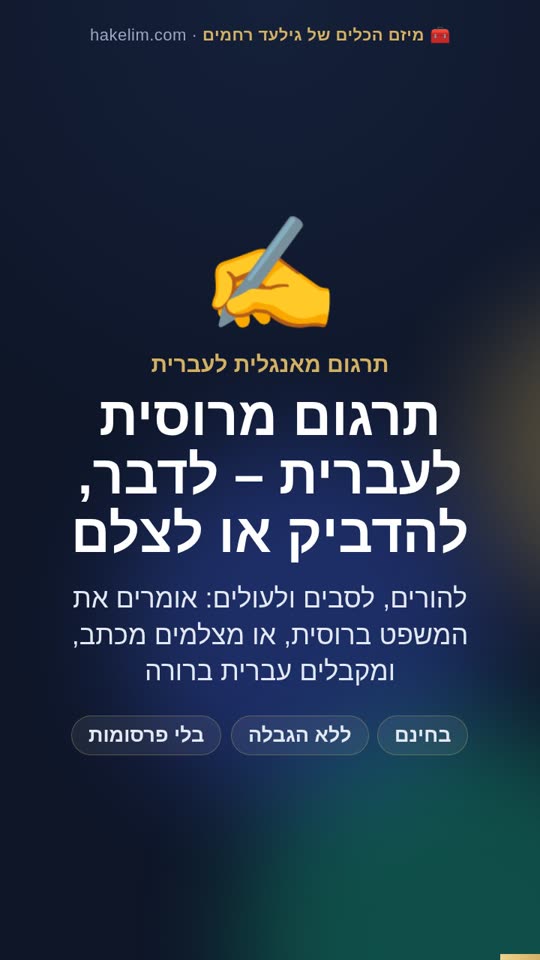 🧰 מיזם הכלים של גילעד רחמים · hakelim.com
תרגום מאנגלית לעברית
תרגום מרוסית
לעברית – לדבר,
להדביק או לצלם
להורים, לסבים ולעולים: אומרים את
המשפט ברוסית, או מצלמים מכתב,
ומקבלים עברית ברורה
בחינם
ללא הגבלה
בלי פרסומות